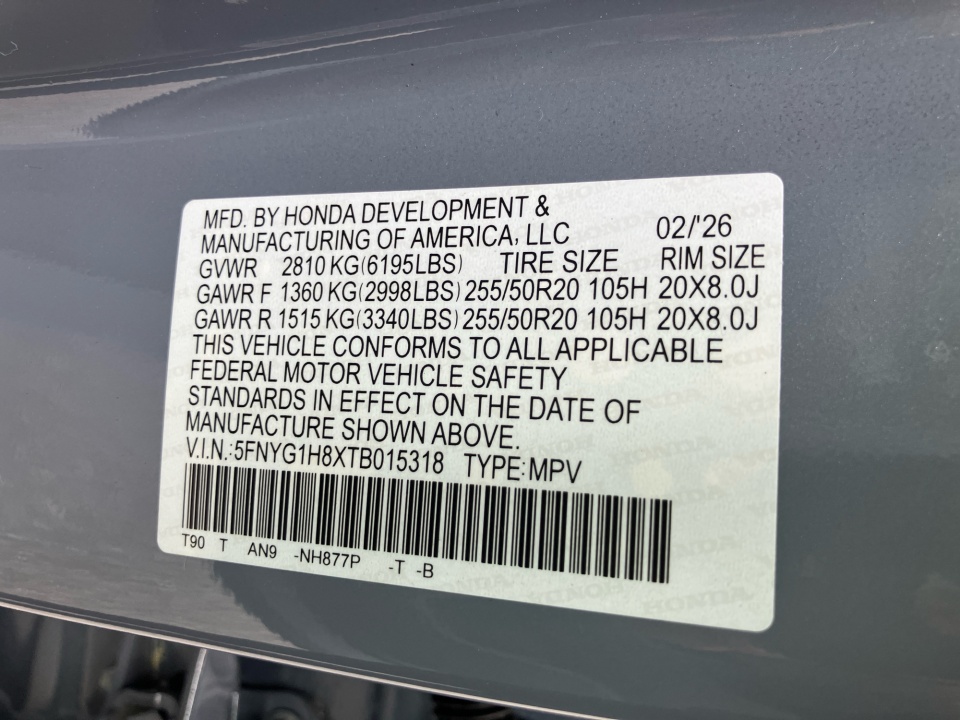 MFD. BY HONDA DEVELOPMENT &
MANUFACTURING OF AMERICA, LLC 02/'26
GVWR 2810 KG(6195LBS) TIRE SIZE RIM SIZE
GAWR F 1360 KG(2998LBS) 255/50R20 105H 20X8.0J
GAWR R 1515 KG(3340LBS) 255/50R20 105H 20X8.0J
THIS VEHICLE CONFORMS TO ALL APPLICABLE
FEDERAL MOTOR VEHICLE SAFETY
STANDARDS IN EFFECT ON THE DATE OF
MANUFACTURE SHOWN ABOVE.
V.I.N.:5FNYG1H8XTB015318 TYPE:MPV
T90 T AN9 -NH877P -T -B